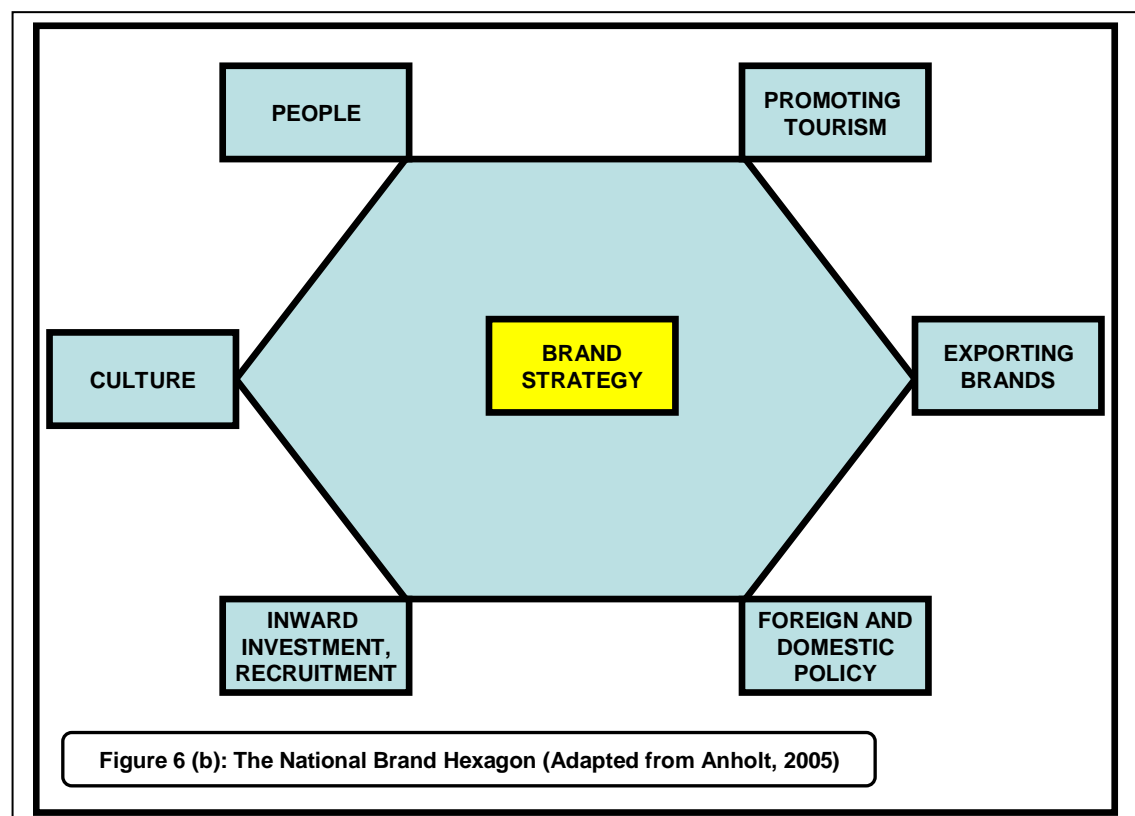 PEOPLE
PROMOTING
TOURISM
CULTURE
BRAND
STRATEGY
EXPORTING
BRANDS
INWARD
INVESTMENT,
RECRUITMENT
FOREIGN AND
DOMESTIC
POLICY
Figure 6 (b): The National Brand Hexagon (Adapted from Anholt, 2005)